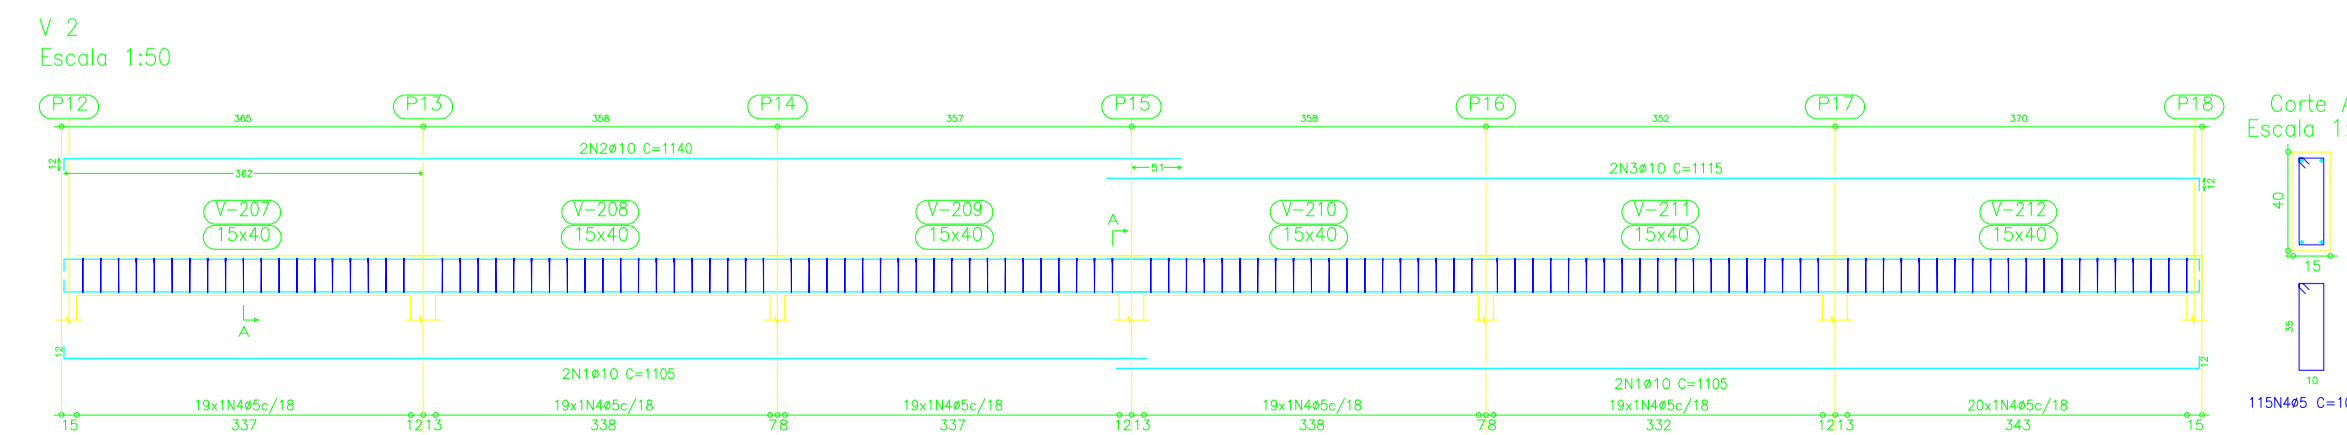 V 2
Escala 1:50
P12 P13 P14 P15 P16 P17 P18
Corte
365 358 357 358 352 370
Escala
2N2ø10 C=1140
12
362
51
2N3ø10 C=1115
12
V-207 V-208 V-209 V-210 V-211 V-212
15x40 15x40 15x40 15x40 15x40 15x40
A
40
15
A
35
10
12
2N1ø10 C=1105
12
2N1ø10 C=1105
19x1N4ø5c/18 19x1N4ø5c/18 19x1N4ø5c/18 19x1N4ø5c/18 19x1N4ø5c/18 20x1N4ø5c/18
115N4ø5
15 337 1213 338 78 337 1213 338 78 332 1213 343 15